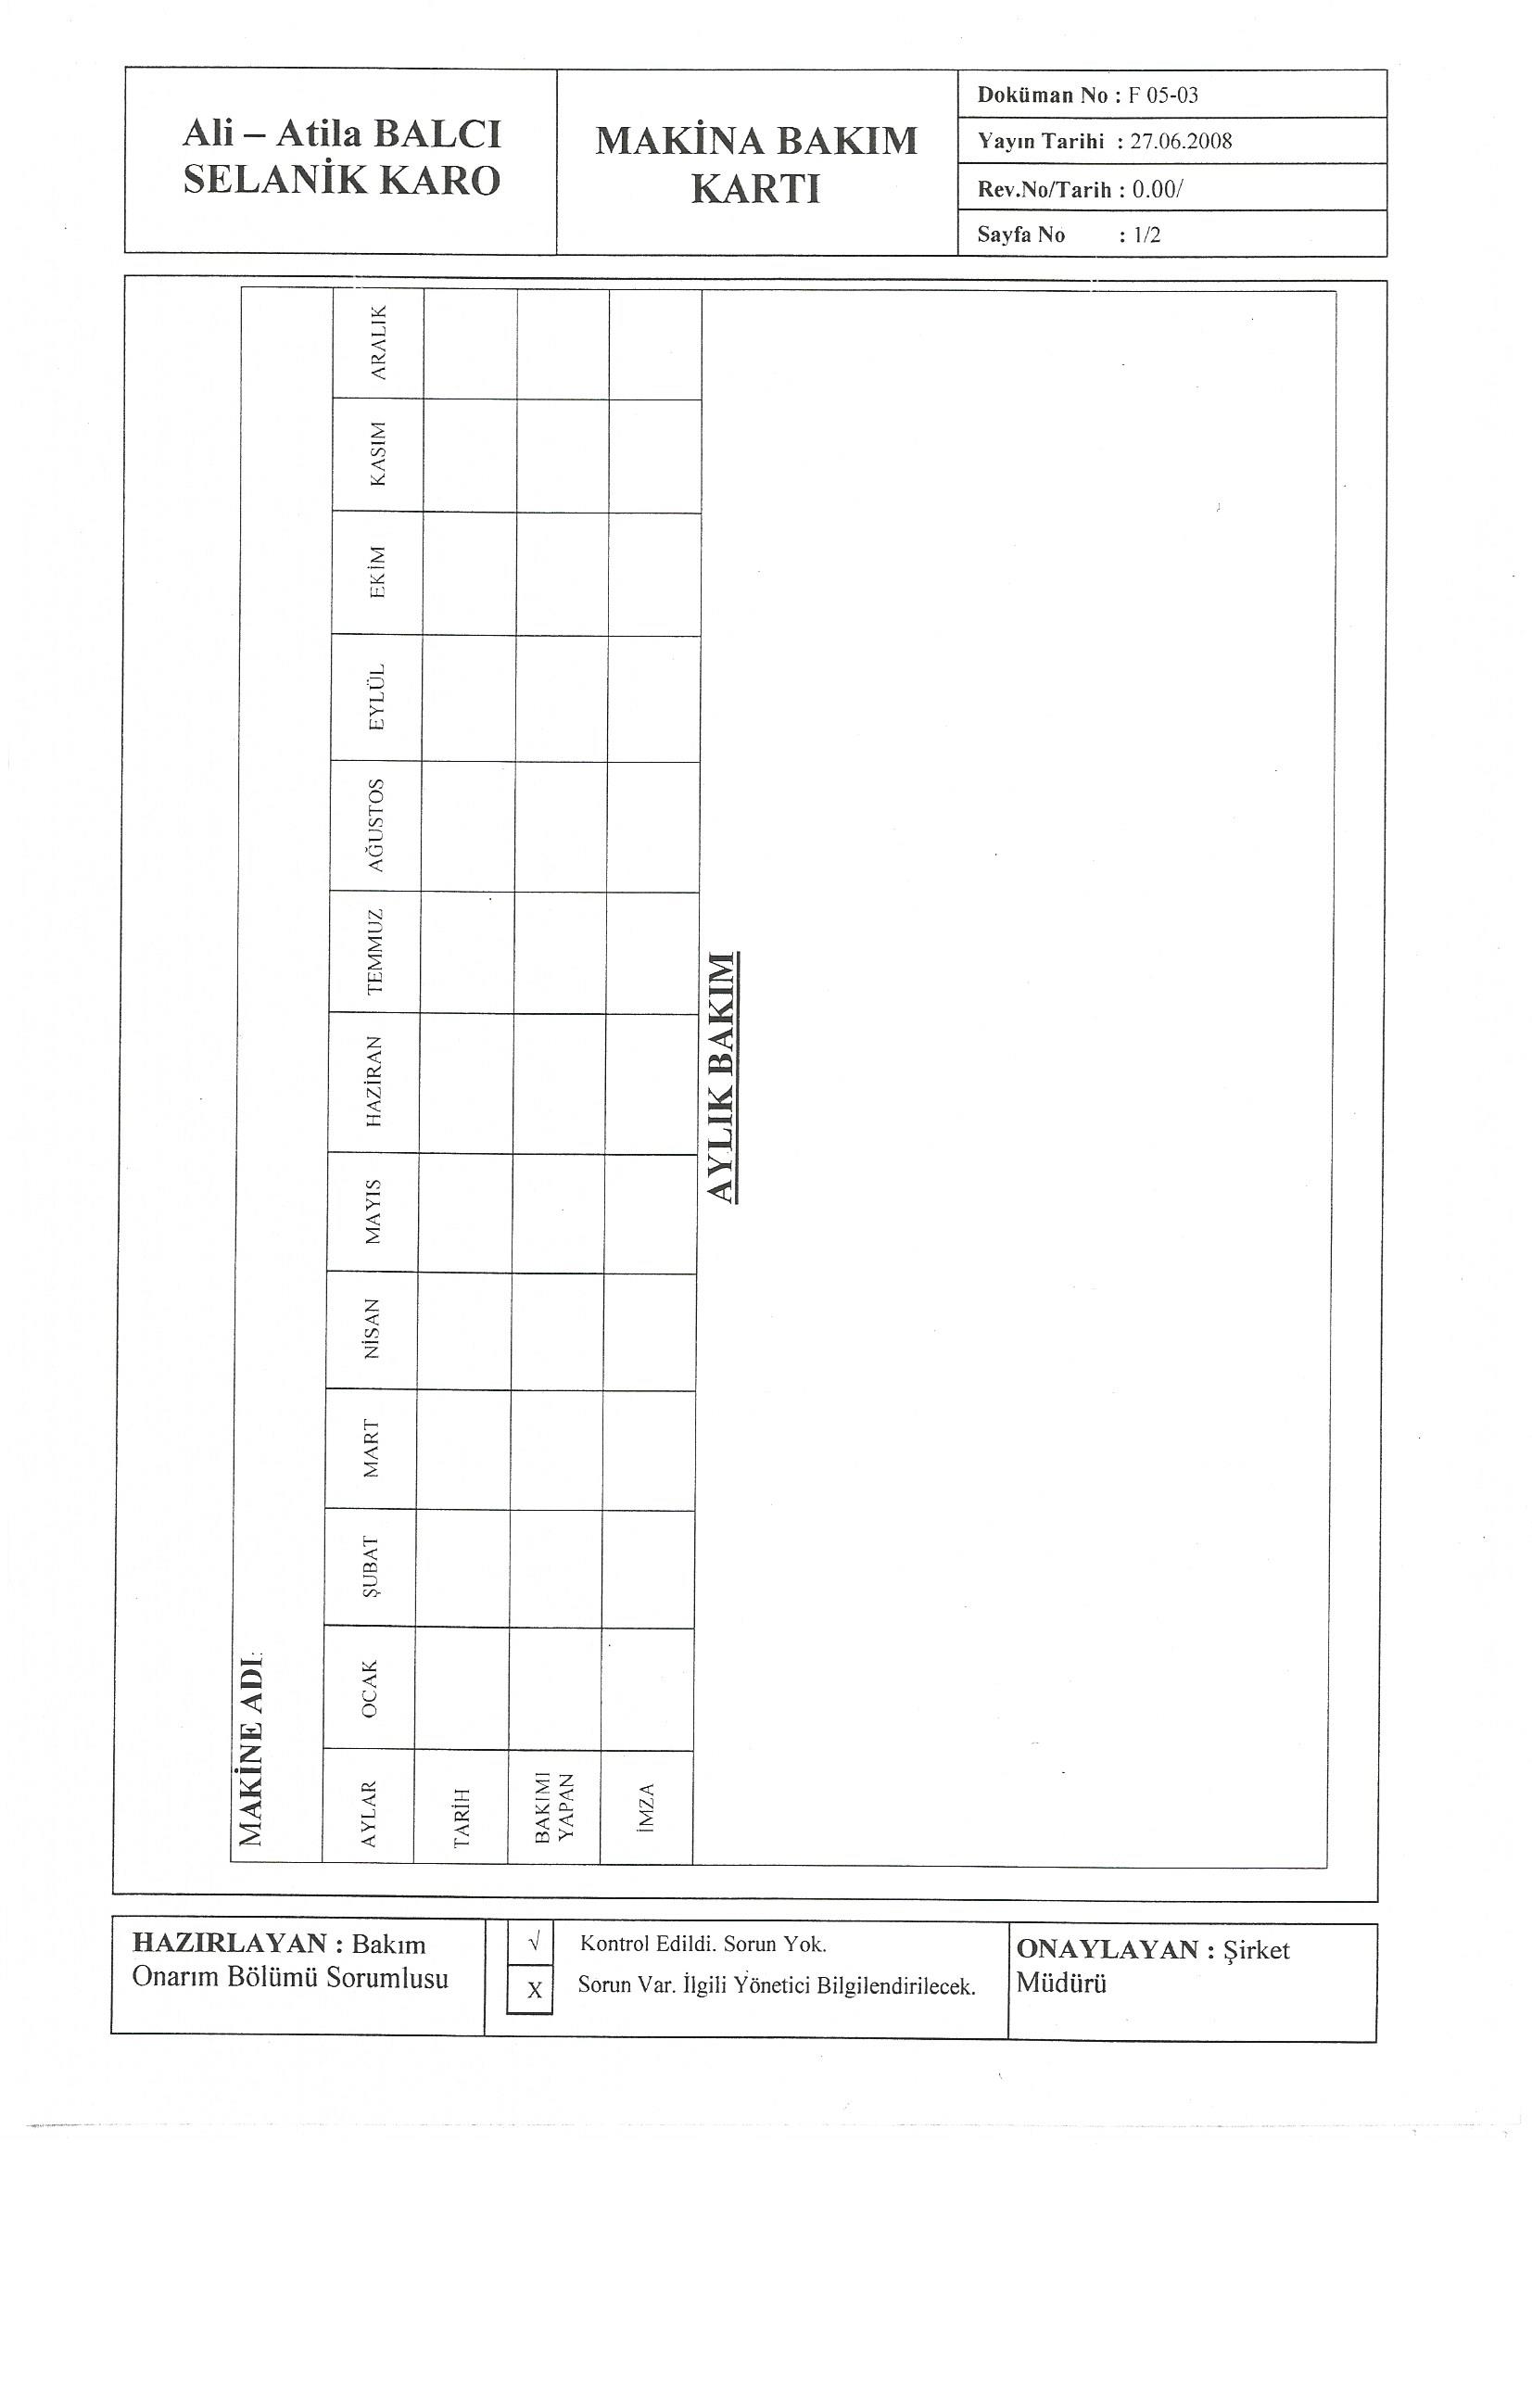 Ali – Atila BALCI
SELANİK KARO
MAKİNA BAKIM
KARTI
Doküman No : F 05-03
Yayın Tarihi : 27.06.2008
Rev.No/Tarih : 0.00/
Sayfa No : 1/2
MAKİNE ADI:
AYLAR
OCAK
ŞUBAT
MART
NİSAN
MAYIS
HAZİRAN
TEMMUZ
AĞUSTOS
EYLÜL
EKİM
KASIM
ARALIK
TARİH
BAKIMI
YAPAN
İMZA
AYLIK BAKIM
HAZIRLAYAN : Bakım
Onarım Bölümü Sorumlusu
√ Kontrol Edildi. Sorun Yok.
X Sorun Var. İlgili Yönetici Bilgilendirilecek.
ONAYLAYAN : Şirket
Müdürü